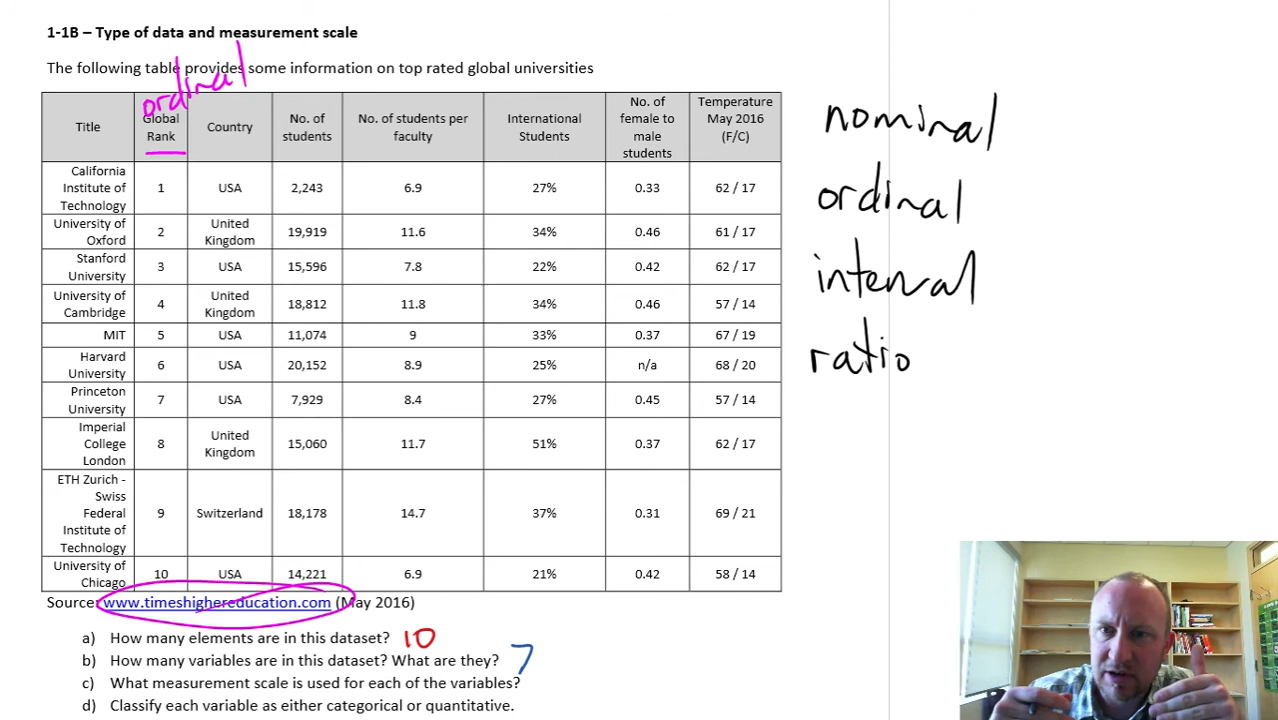 1-1B – Type of data and measurement scale
The following table provides some information on top rated global universities
ordinal
Title Global Rank Country No. of students No. of students per faculty International Students No. of female to male students Temperature May 2016 (F/C)
California Institute of Technology 1 USA 2,243 6.9 27% 0.33 62 / 17
University of Oxford 2 United Kingdom 19,919 11.6 34% 0.46 61 / 17
Stanford University 3 USA 15,596 7.8 22% 0.42 62 / 17
University of Cambridge 4 United Kingdom 18,812 11.8 34% 0.46 57 / 14
MIT 5 USA 11,074 9 33% 0.37 67 / 19
Harvard University 6 USA 20,152 8.9 25% n/a 68 / 20
Princeton University 7 USA 7,929 8.4 27% 0.45 57 / 14
Imperial College London 8 United Kingdom 15,060 11.7 51% 0.37 62 / 17
ETH Zurich - Swiss Federal Institute of Technology 9 Switzerland 18,178 14.7 37% 0.31 69 / 21
University of Chicago 10 USA 14,221 6.9 21% 0.42 58 / 14
Source: www.timeshighereducation.com (May 2016)
a) How many elements are in this dataset? 10
b) How many variables are in this dataset? What are they? 7
c) What measurement scale is used for each of the variables?
d) Classify each variable as either categorical or quantitative.
nominal
ordinal
interval
ratio